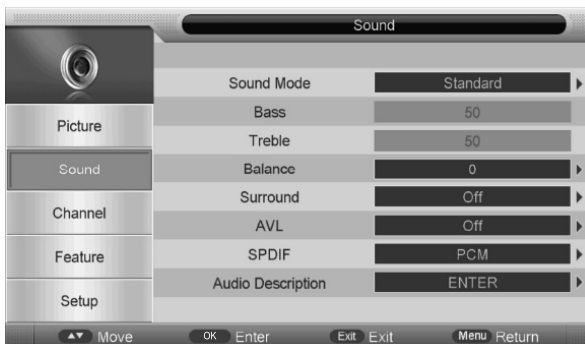 Sound
Sound Mode Standard
Bass 50
Treble 50
Balance 0
Surround Off
AVL Off
SPDIF PCM
Audio Description ENTER
Picture
Sound
Channel
Feature
Setup
Move OK Enter Exit Exit Menu Return